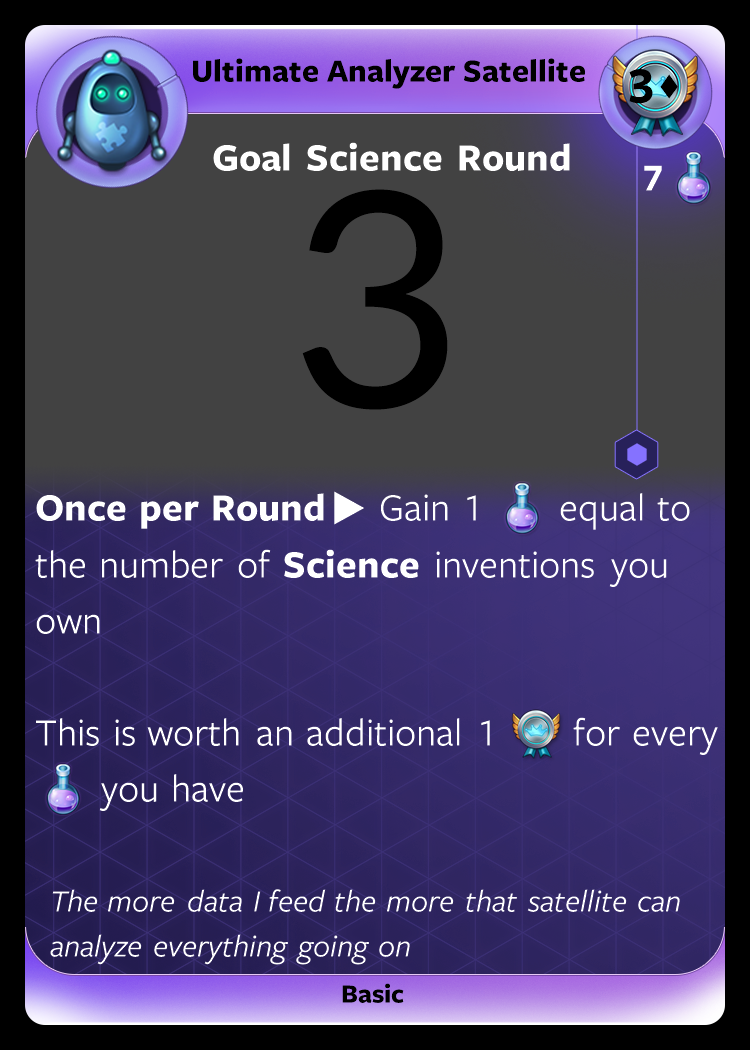 Ultimate Analyzer Satellite
3♦
Goal Science Round
7
3
Once per Round▶ Gain 1 equal to
the number of Science inventions you
own
This is worth an additional 1 for every
you have
The more data I feed the more that satellite can
analyze everything going on
Basic